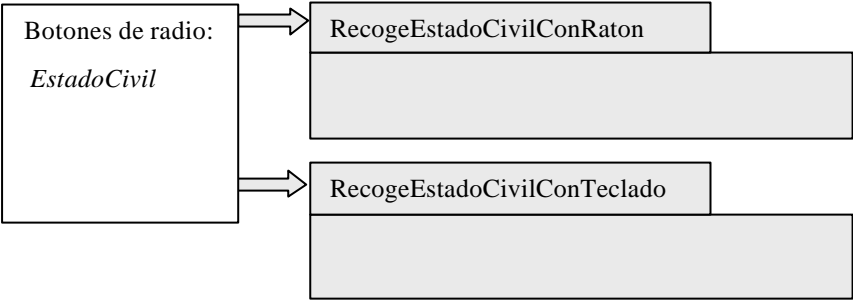 Botones de radio:
EstadoCivil
RecogeEstadoCivilConRaton
RecogeEstadoCivilConTeclado